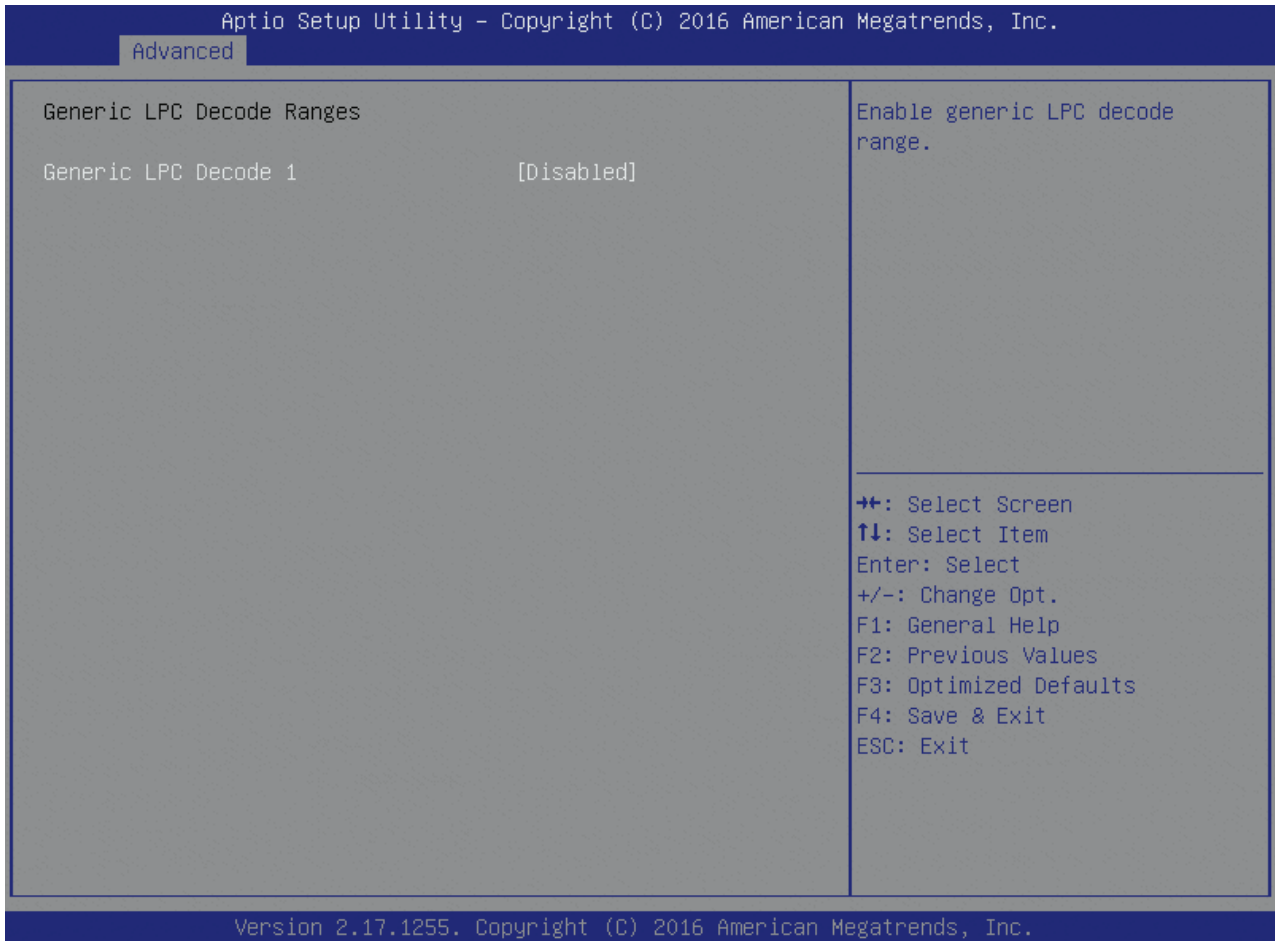 Aptio Setup Utility – Copyright (C) 2016 American Megatrends, Inc.
Advanced
Generic LPC Decode Ranges
Generic LPC Decode 1 [Disabled]
Enable generic LPC decode
range.
→←: Select Screen
↑↓: Select Item
Enter: Select
+/-: Change Opt.
F1: General Help
F2: Previous Values
F3: Optimized Defaults
F4: Save & Exit
ESC: Exit
Version 2.17.1255. Copyright (C) 2016 American Megatrends, Inc.